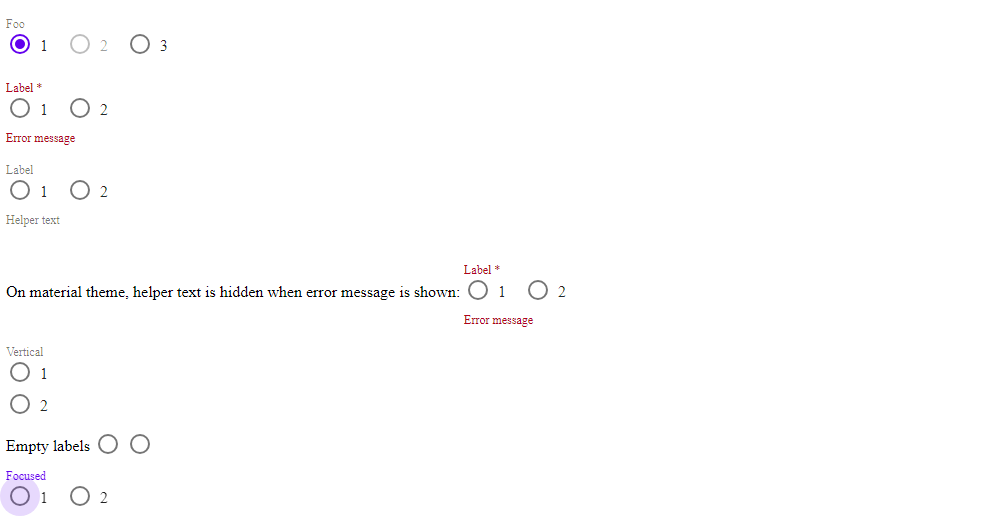 Foo
1 2 3
Label *
1 2
Error message
Label
1 2
Helper text
Label *
On material theme, helper text is hidden when error message is shown: 1 2
Error message
Vertical
1
2
Empty labels
Focused
1 2